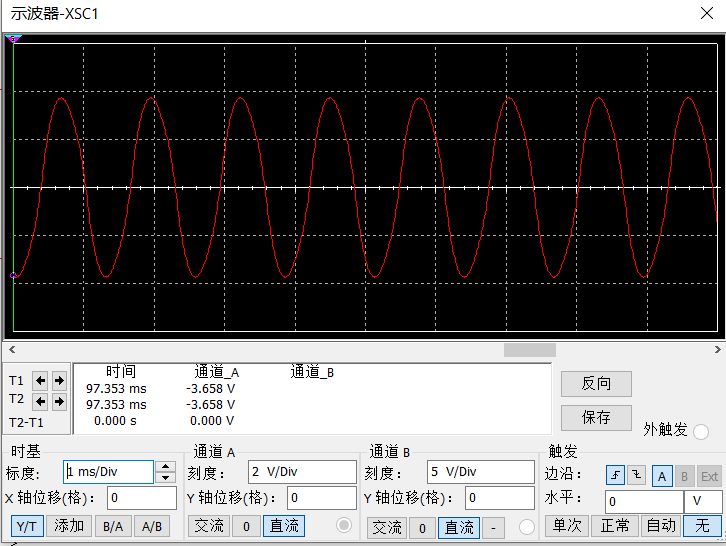 示波器-XSC1
时间 通道_A 通道_B
T1 97.353 ms -3.658 V
T2 97.353 ms -3.658 V
T2-T1 0.000 s 0.000 V
反向
保存
外触发
时基 通道 A 通道 B 触发
标度: 1 ms/Div 刻度: 2 V/Div 刻度: 5 V/Div 边沿: A B Ext
X 轴位移(格): 0 Y 轴位移(格): 0 Y 轴位移(格): 0 水平: 0 V
Y/T 添加 B/A A/B 交流 0 直流 交流 0 直流 - 单次 正常 自动 无